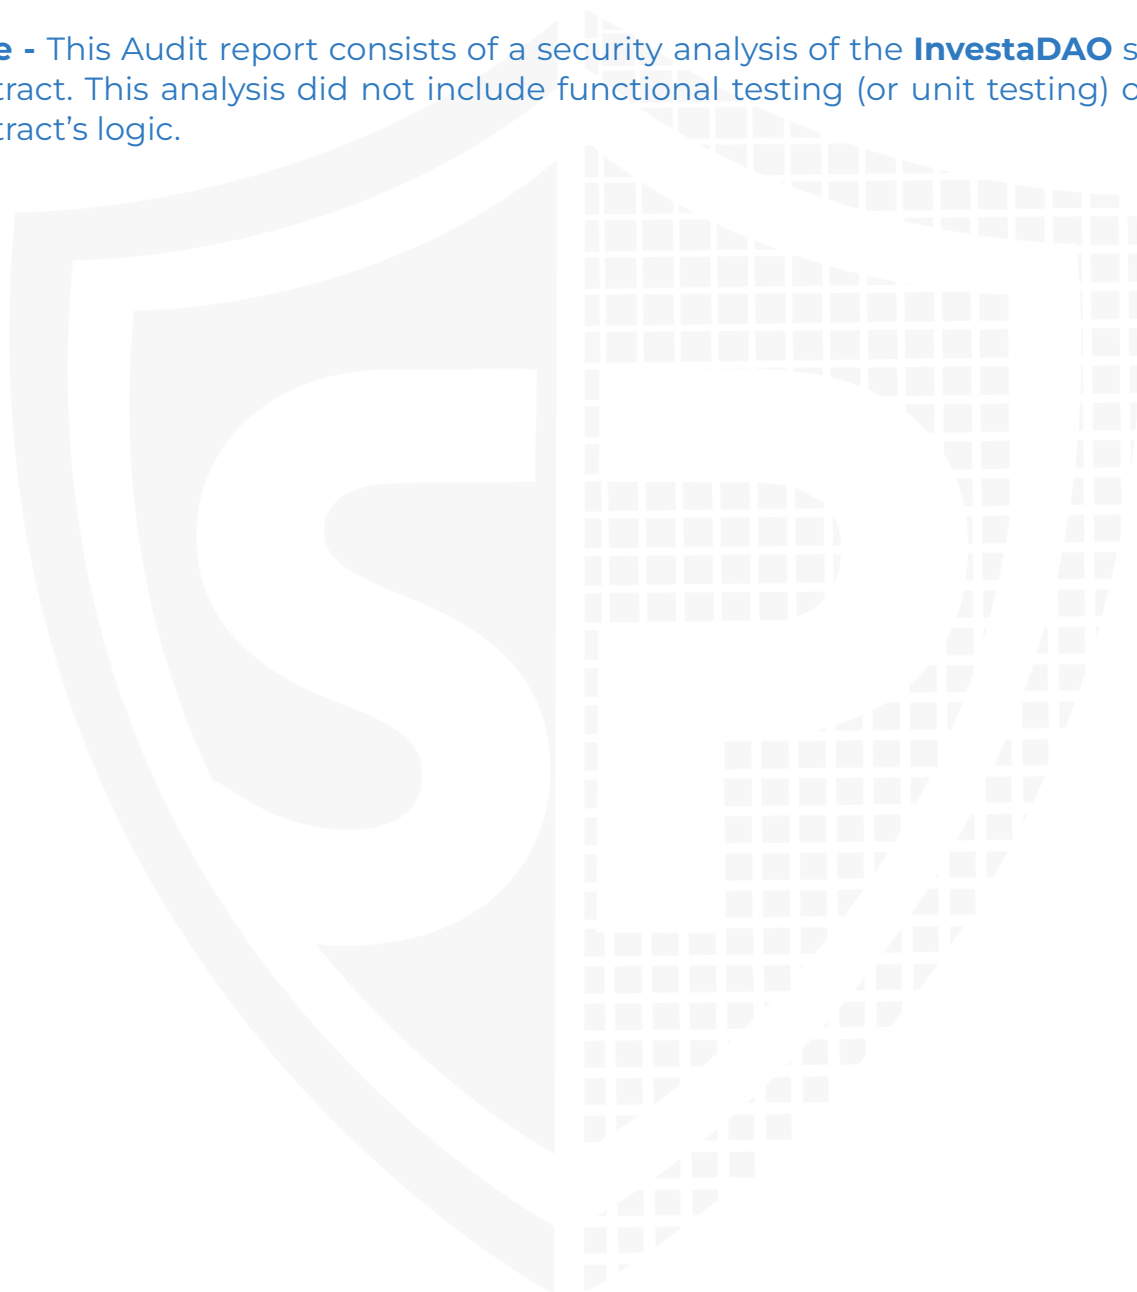 e - This Audit report consists of a security analysis of the InvestaDAO s
tract. This analysis did not include functional testing (or unit testing) o
tract’s logic.
SP